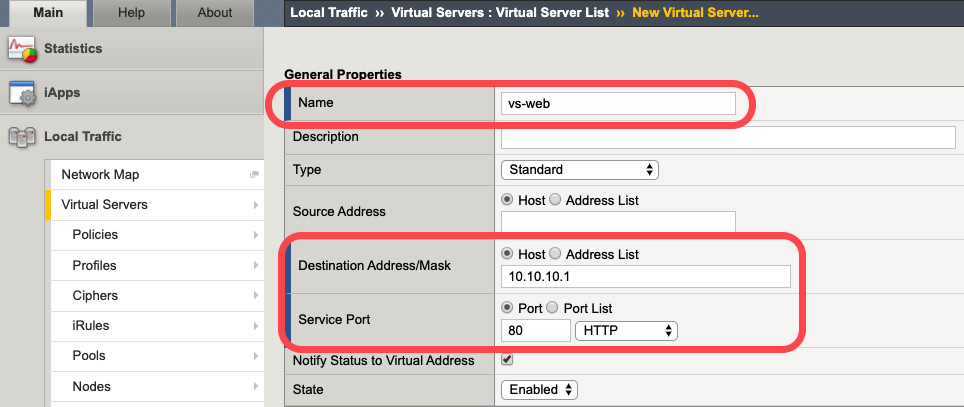 Main Help About
Local Traffic ›› Virtual Servers : Virtual Server List ›› New Virtual Server...
Statistics
iApps
Local Traffic
Network Map
Virtual Servers
Policies
Profiles
Ciphers
iRules
Pools
Nodes
General Properties
Name vs-web
Description
Type Standard
Source Address Host Address List
Destination Address/Mask Host Address List
10.10.10.1
Service Port Port Port List
80 HTTP
Notify Status to Virtual Address
State Enabled